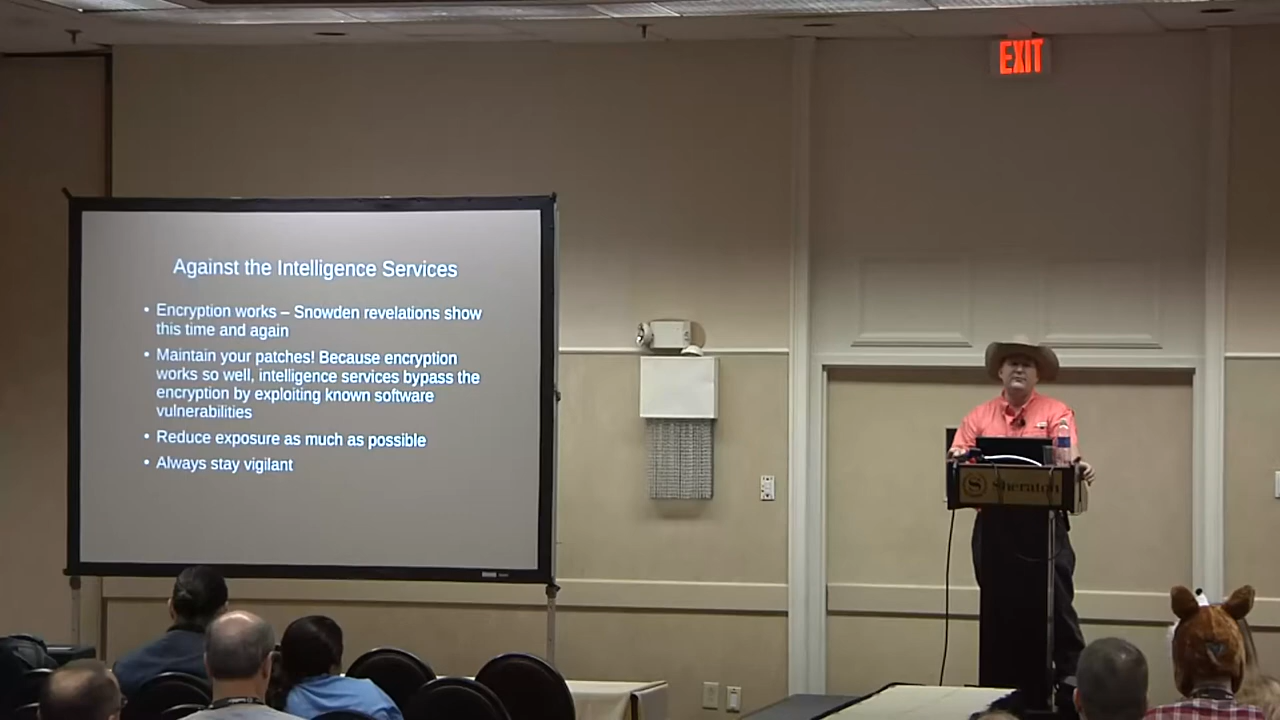 EXIT
Against the Intelligence Services
• Encryption works – Snowden revelations show
this time and again
• Maintain your patches! Because encryption
works so well, intelligence services bypass the
encryption by exploiting known software
vulnerabilities
• Reduce exposure as much as possible
• Always stay vigilant
S Sheraton